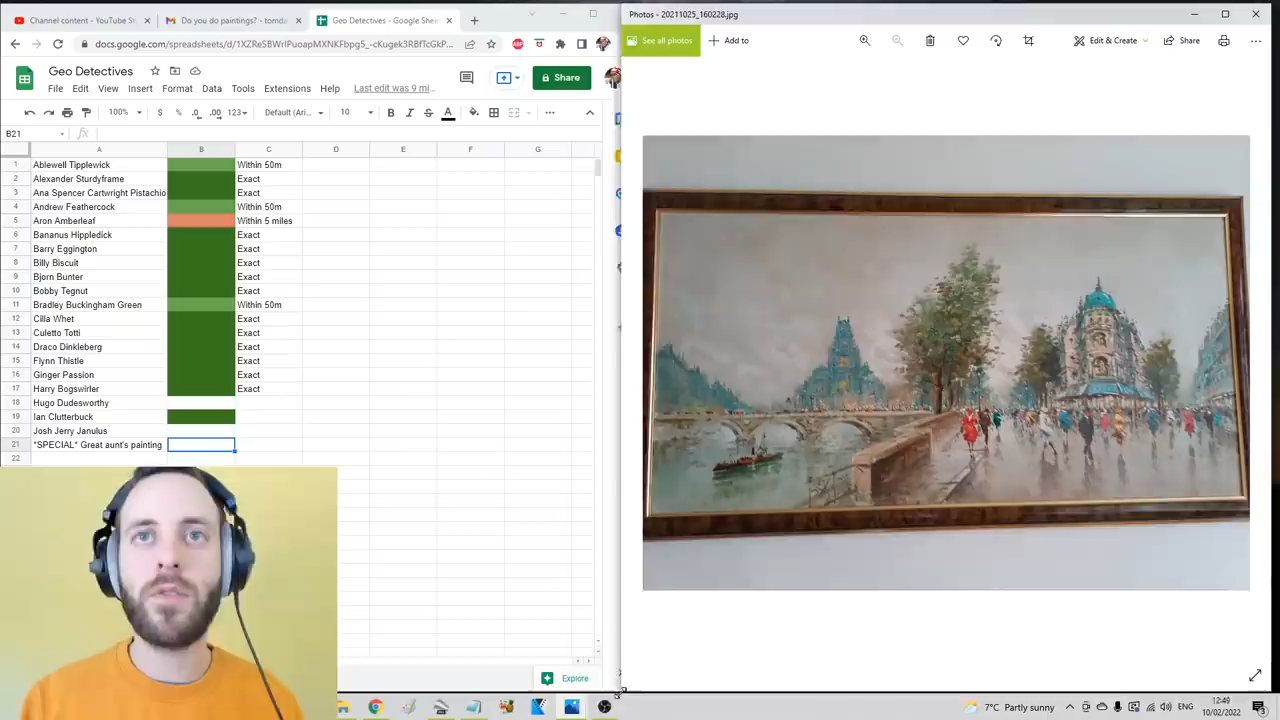 Channel content - YouTube S
Do you do paintings? - tomda
Geo Detectives - Google Shee
Photos - 20211025_160228.jpg
See all photos
Add to
Edit & Create
Share
Geo Detectives
File Edit View Insert Format Data Tools Extensions Help
Last edit was 9 mi...
Share
100% $ % .0 .00 123 Default (Ari... 10 B I S A
B21
A B C D E F G
1 Ablewell Tipplewick Within 50m
2 Alexander Sturdyframe Exact
3 Ana Spencer Cartwright Pistachio Exact
4 Andrew Feathercock Within 50m
5 Aron Amberleaf Within 5 miles
6 Bananus Hippledick Exact
7 Barry Eggington Exact
8 Billy Biscuit Exact
9 Bjorn Bunter Exact
10 Bobby Tegnut Exact
11 Bradley Buckingham Green Within 50m
12 Cilla Whet Exact
13 Culetto Totti Exact
14 Draco Dinkleberg Exact
15 Flynn Thistle Exact
16 Ginger Passion Exact
17 Harry Bogswirler Exact
18 Hugo Dudesworthy
19 Ian Clutterbuck
20 Josh Jerry Janulus
21 *SPECIAL* Great aunt's painting
22
Explore
7°C Partly sunny
ENG
12:49
10/02/2022